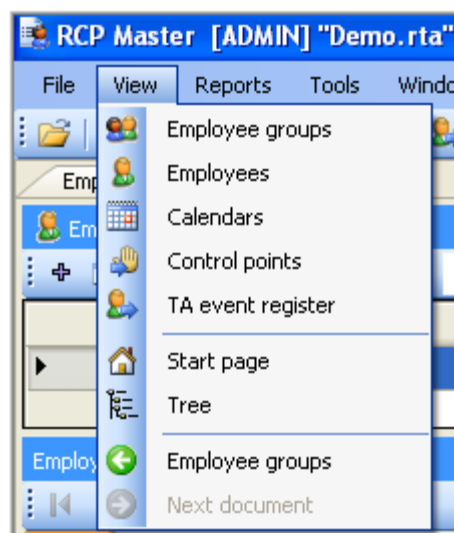 RCP Master [ADMIN] "Demo.rta"
File View Reports Tools
Employee groups
Employees
Calendars
Control points
TA event register
Start page
Tree
Employee groups
Next document